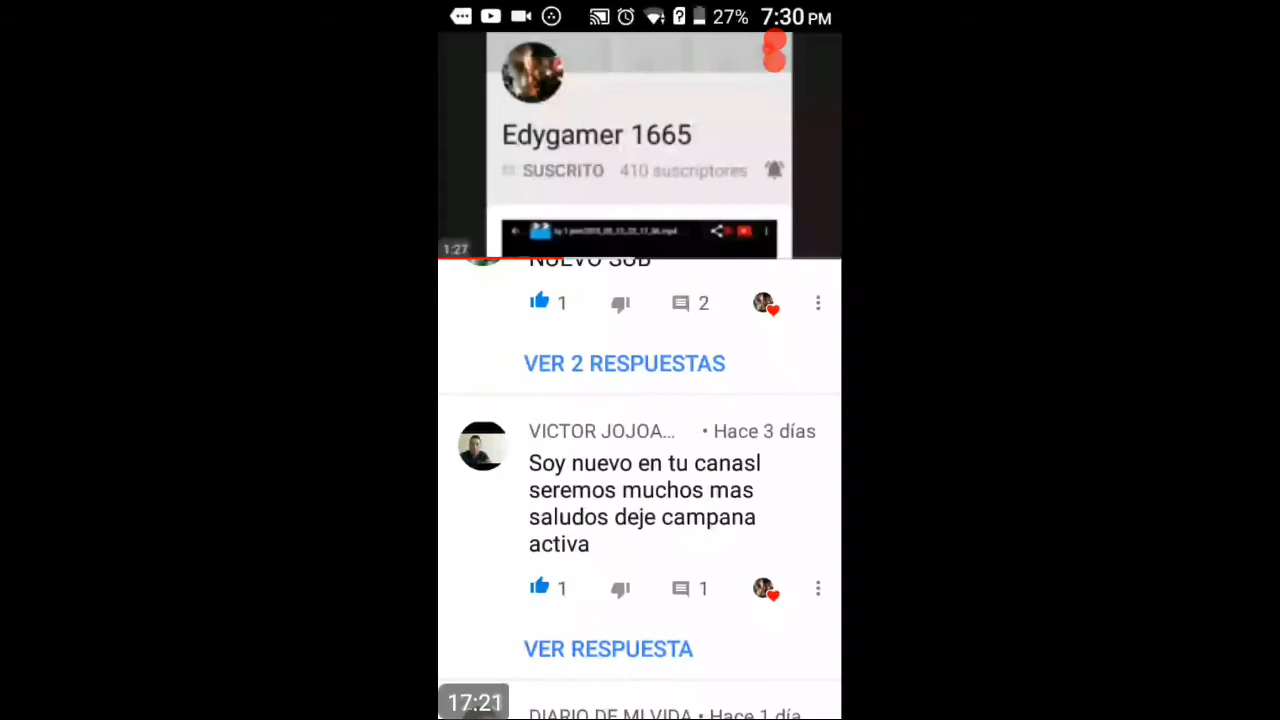 27% 7:30 PM
Edygamer 1665
SUSCRITO 410 suscriptores
1:27
NUEVO SUB
1 2
VER 2 RESPUESTAS
VICTOR JOJOA... • Hace 3 días
Soy nuevo en tu canasl
seremos muchos mas
saludos deje campana
activa
1 1
VER RESPUESTA
17:21
DIARIO DE MI VIDA • Hace 1 día